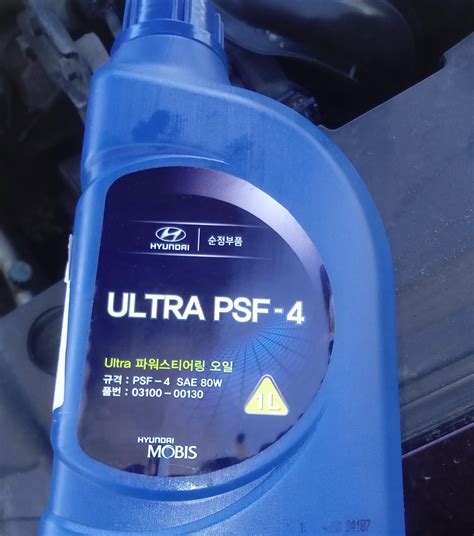 HYUNDAI 순정부품
ULTRA PSF-4
Ultra 파워스티어링 오일
규격 : PSF-4 SAE 80W
품번 : 03100-00130
1L
HYUNDAI
MOBIS